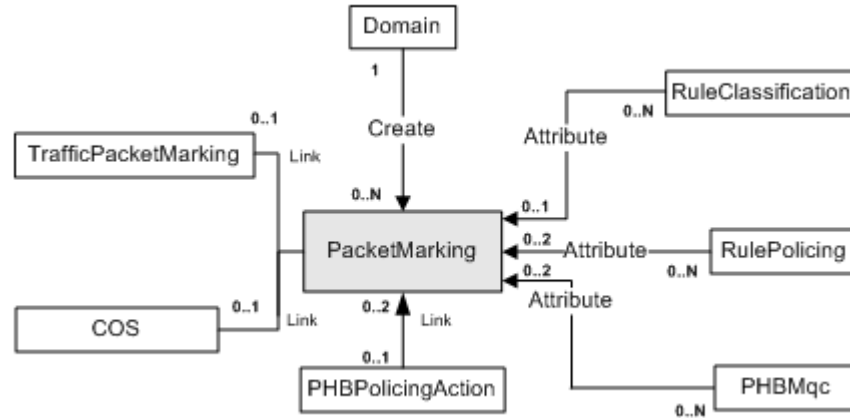 Domain
1
Create
0..N
RuleClassification
0..N
Attribute
0..1
0..1
TrafficPacketMarking
Link
PacketMarking
0..2
Attribute
RulePolicing
0..N
0..2
Attribute
0..1
COS
Link
0..2
Link
0..1
PHBPolicingAction
PHBMqc
0..N